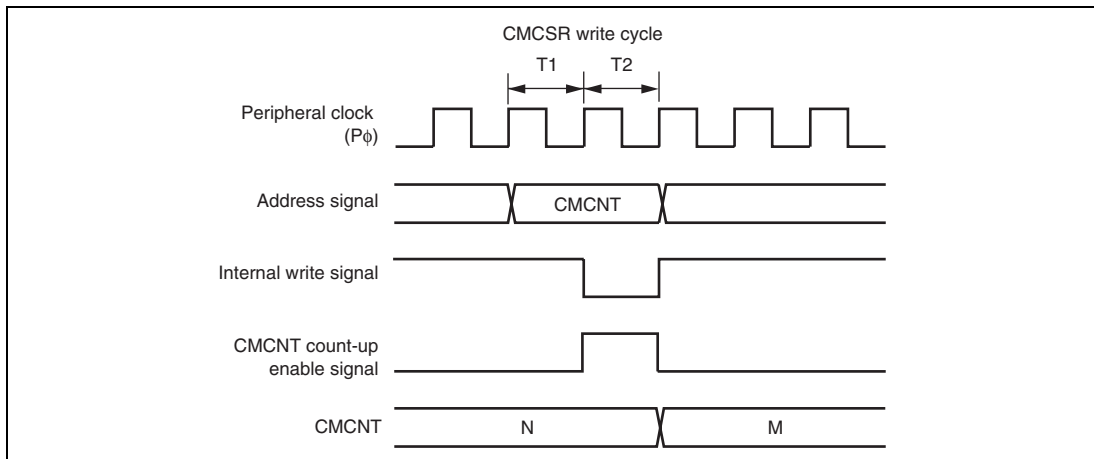 CMCSR write cycle
T1 T2
Peripheral clock
(Pϕ)
Address signal CMCNT
Internal write signal
CMCNT count-up
enable signal
CMCNT N M